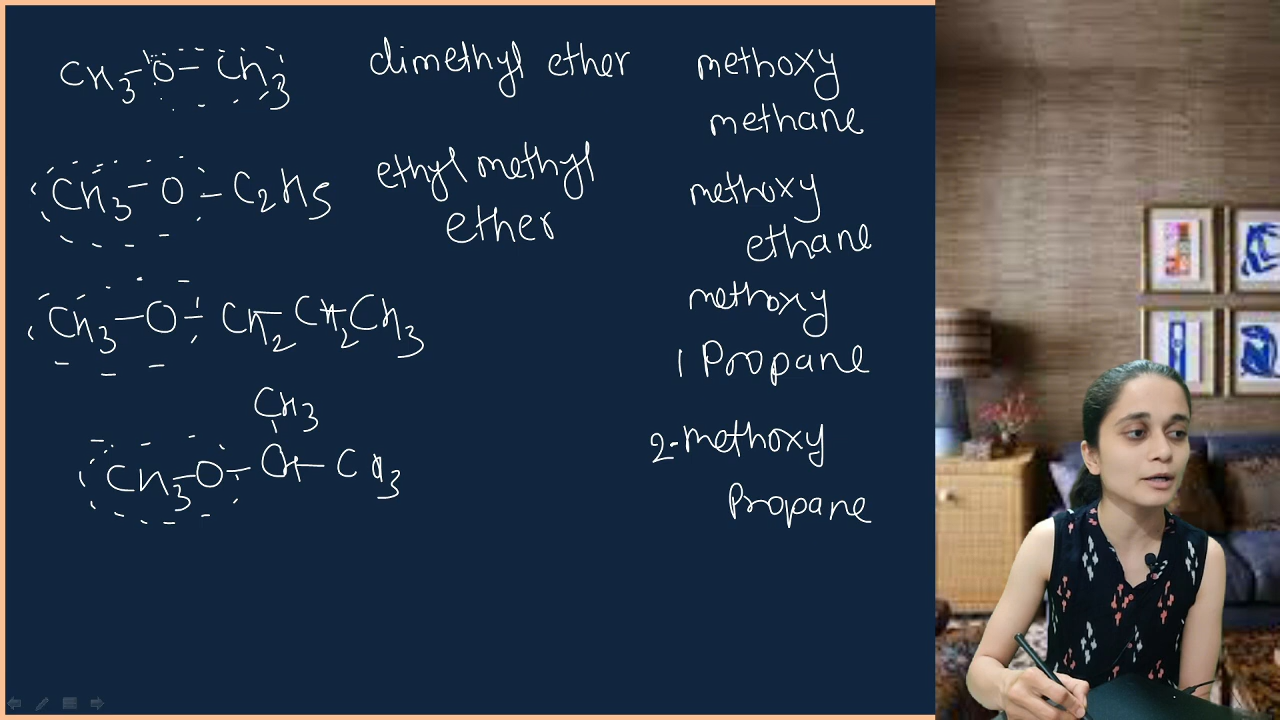 CH3-O-CH3 dimethyl ether methoxy
methane
CH3-O-C2H5 ethyl methyl methoxy
ether ethane
CH3-O-CH2CH2CH3 methoxy
1 Propane
CH3
CH3-O-CH-CH3 2-methoxy
Propane